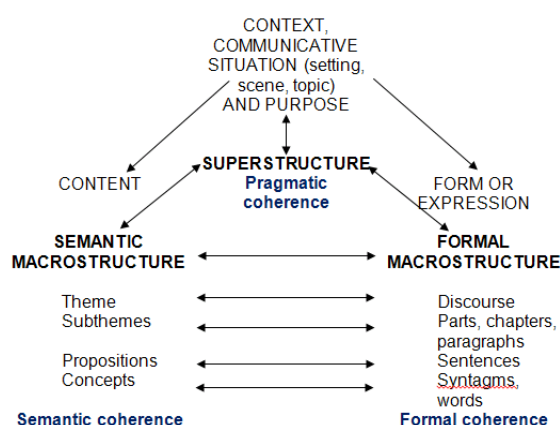 CONTEXT,
COMMUNICATIVE
SITUATION (setting,
scene, topic)
AND PURPOSE
SUPERSTRUCTURE
Pragmatic
coherence
CONTENT
FORM OR
EXPRESSION
SEMANTIC
MACROSTRUCTURE
FORMAL
MACROSTRUCTURE
Theme
Subthemes
Propositions
Concepts
Discourse
Parts, chapters,
paragraphs
Sentences
Syntagms,
words
Semantic coherence
Formal coherence